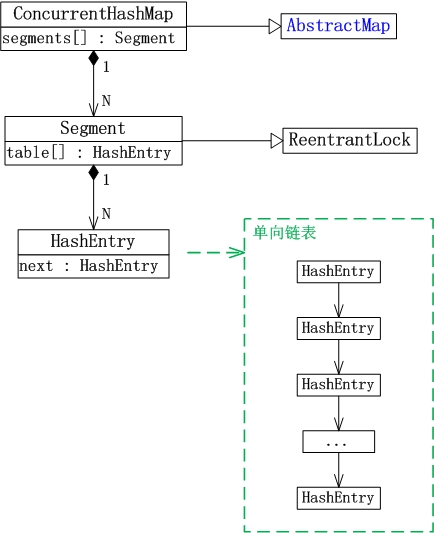 ConcurrentHashMap
segments[] : Segment
AbstractMap
1
N
Segment
table[] : HashEntry
ReentrantLock
1
N
HashEntry
next : HashEntry
单向链表
HashEntry
HashEntry
HashEntry
...
HashEntry